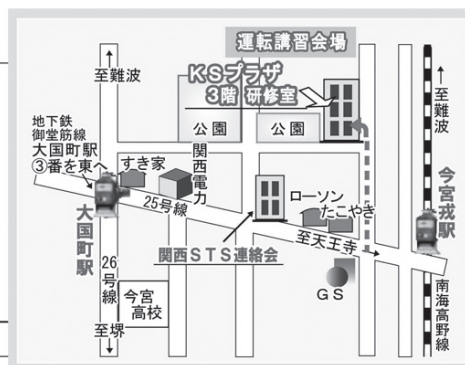 運転講習会場
KSプラザ
3階 研修室
至難波
至難波
公園
公園
地下鉄
御堂筋線
大国町駅
③番を東へ
すき家
関西電力
ローソン
たこやき
今宮戎駅
大国町駅
25号線
至天王寺
関西STS連絡会
26号線
今宮
高校
GS
南海高野線
至堺